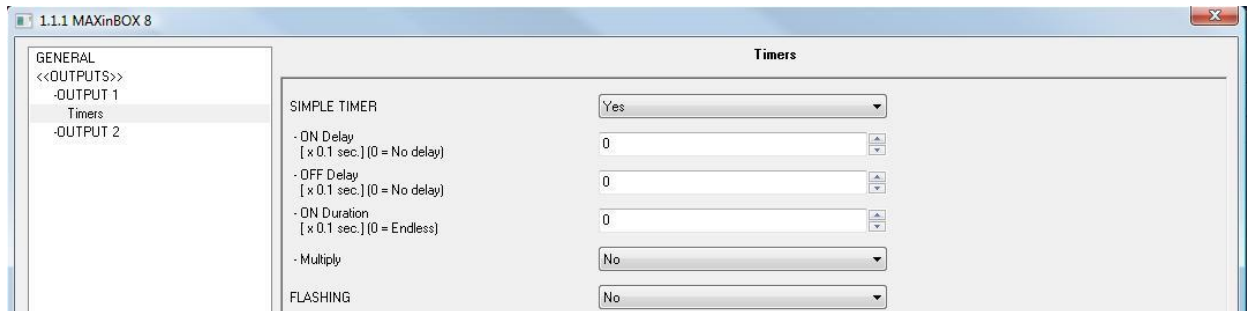 1.1.1 MAXinBOX 8
GENERAL
<<OUTPUTS>>
-OUTPUT 1
Timers
-OUTPUT 2
Timers
SIMPLE TIMER
Yes
- ON Delay
[ x 0.1 sec.] (0 = No delay)
0
- OFF Delay
[ x 0.1 sec.] (0 = No delay)
0
- ON Duration
[ x 0.1 sec.] (0 = Endless)
0
- Multiply
No
FLASHING
No